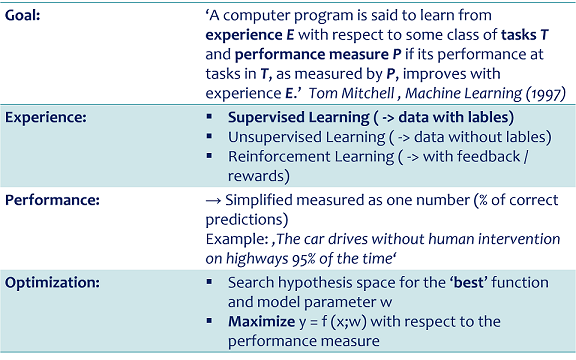 Goal: ‘A computer program is said to learn from
experience E with respect to some class of tasks T
and performance measure P if its performance at
tasks in T, as measured by P, improves with
experience E.’ Tom Mitchell , Machine Learning (1997)
Experience: ▪ Supervised Learning ( -> data with lables)
▪ Unsupervised Learning ( -> data without lables)
▪ Reinforcement Learning ( -> with feedback /
rewards)
Performance: → Simplified measured as one number (% of correct
predictions)
Example: ‚The car drives without human intervention
on highways 95% of the time‘
Optimization: ▪ Search hypothesis space for the ‘best’ function
and model parameter w
▪ Maximize y = f (x;w) with respect to the
performance measure